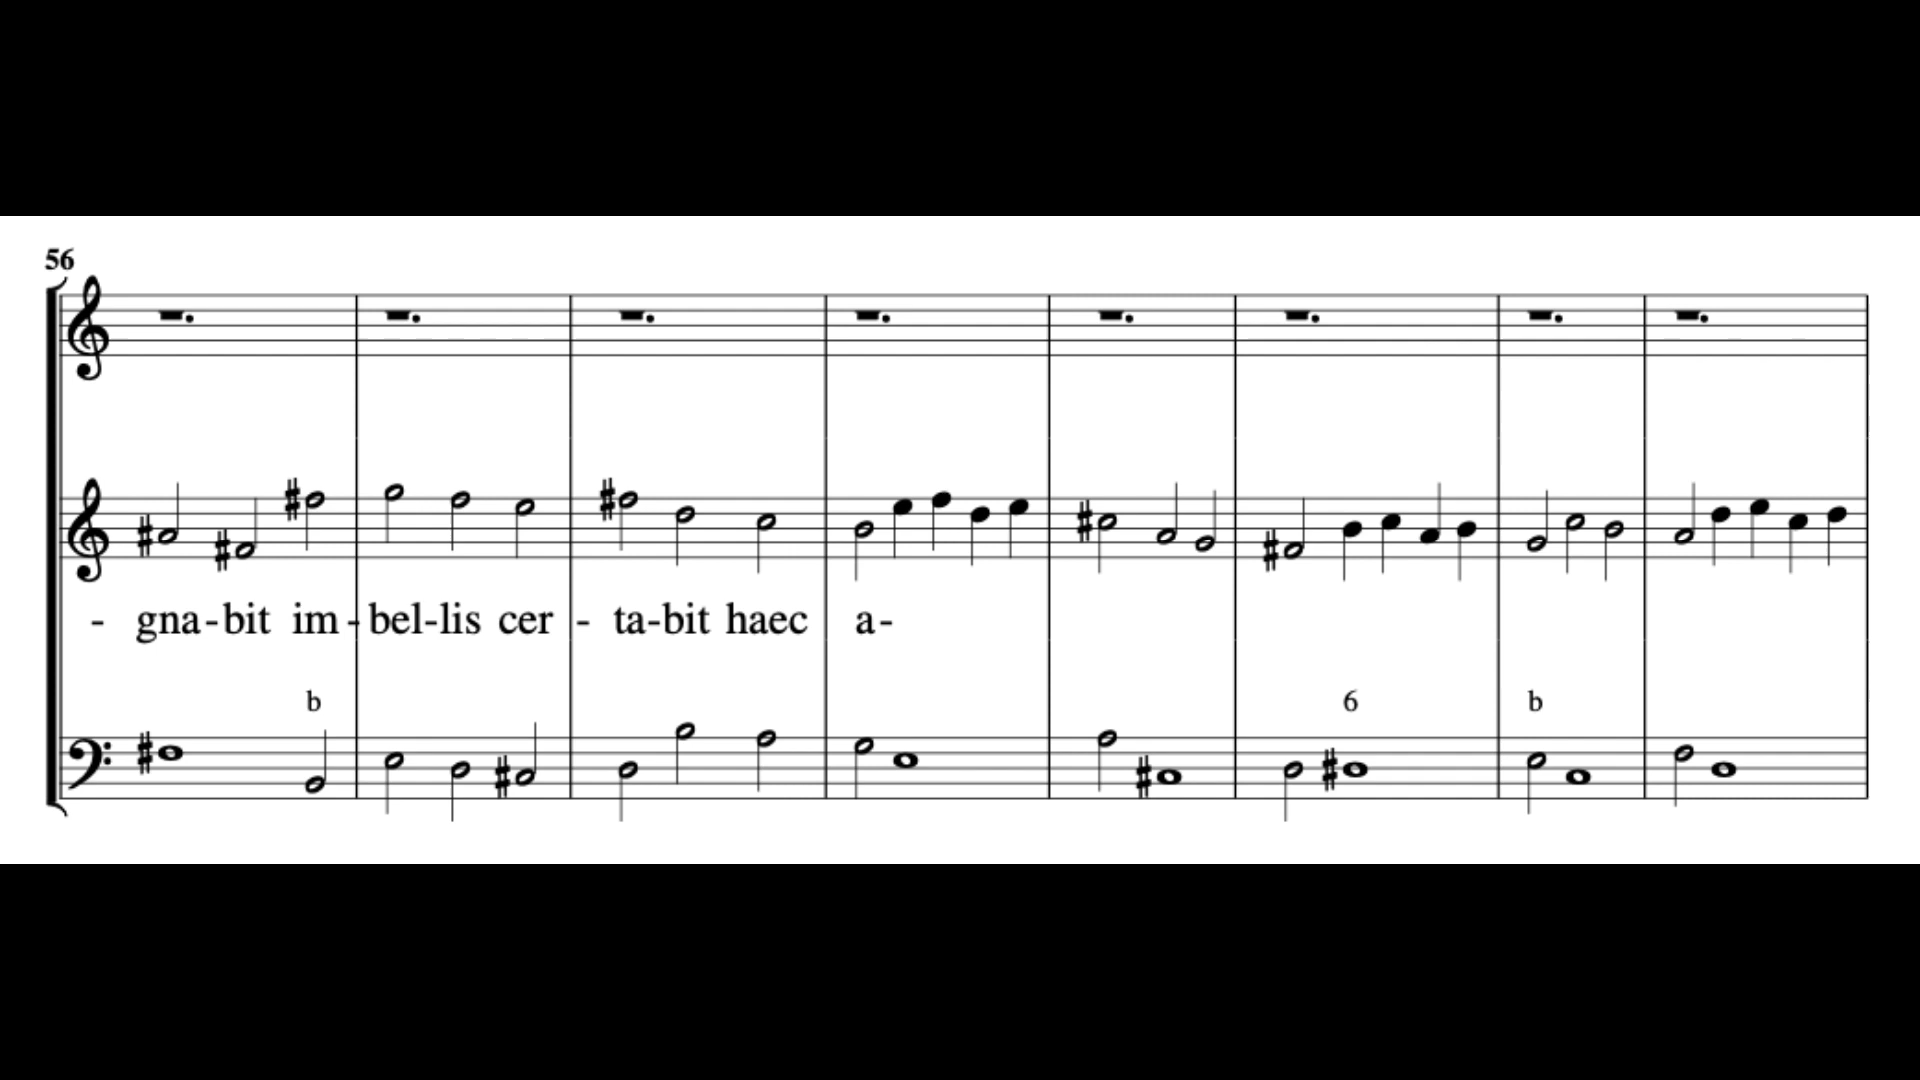 56
- gna-bit im-bel-lis cer - ta-bit haec a-
b 6 b